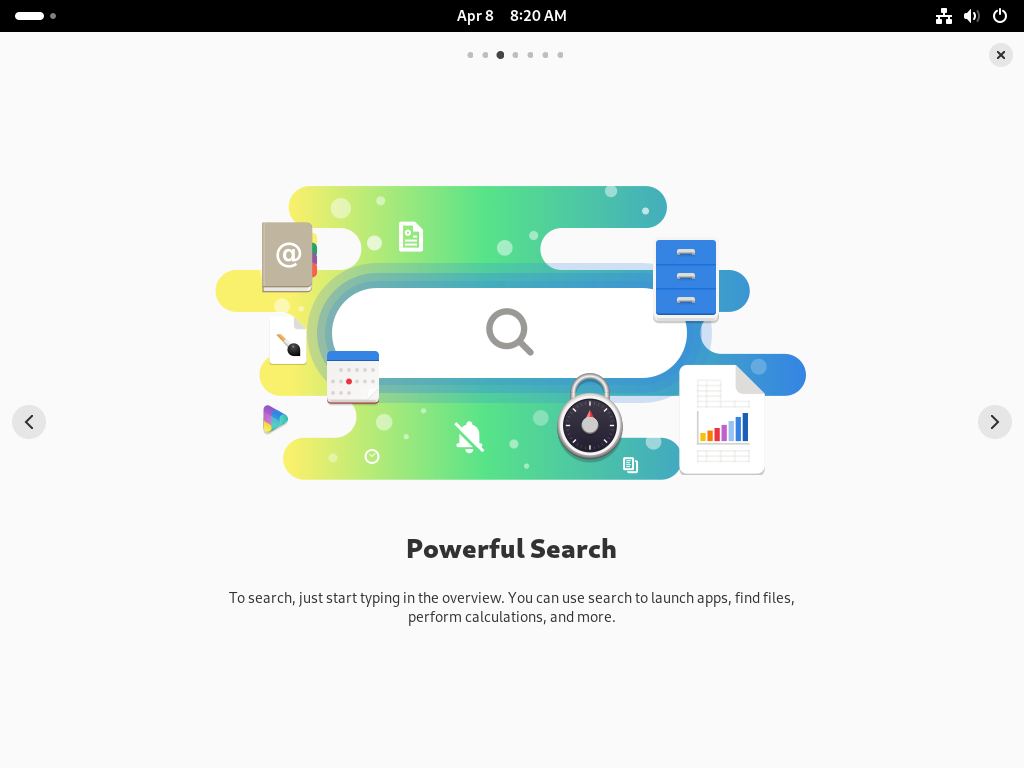 Apr 8 8:20 AM
@
Powerful Search
To search, just start typing in the overview. You can use search to launch apps, find files,
perform calculations, and more.